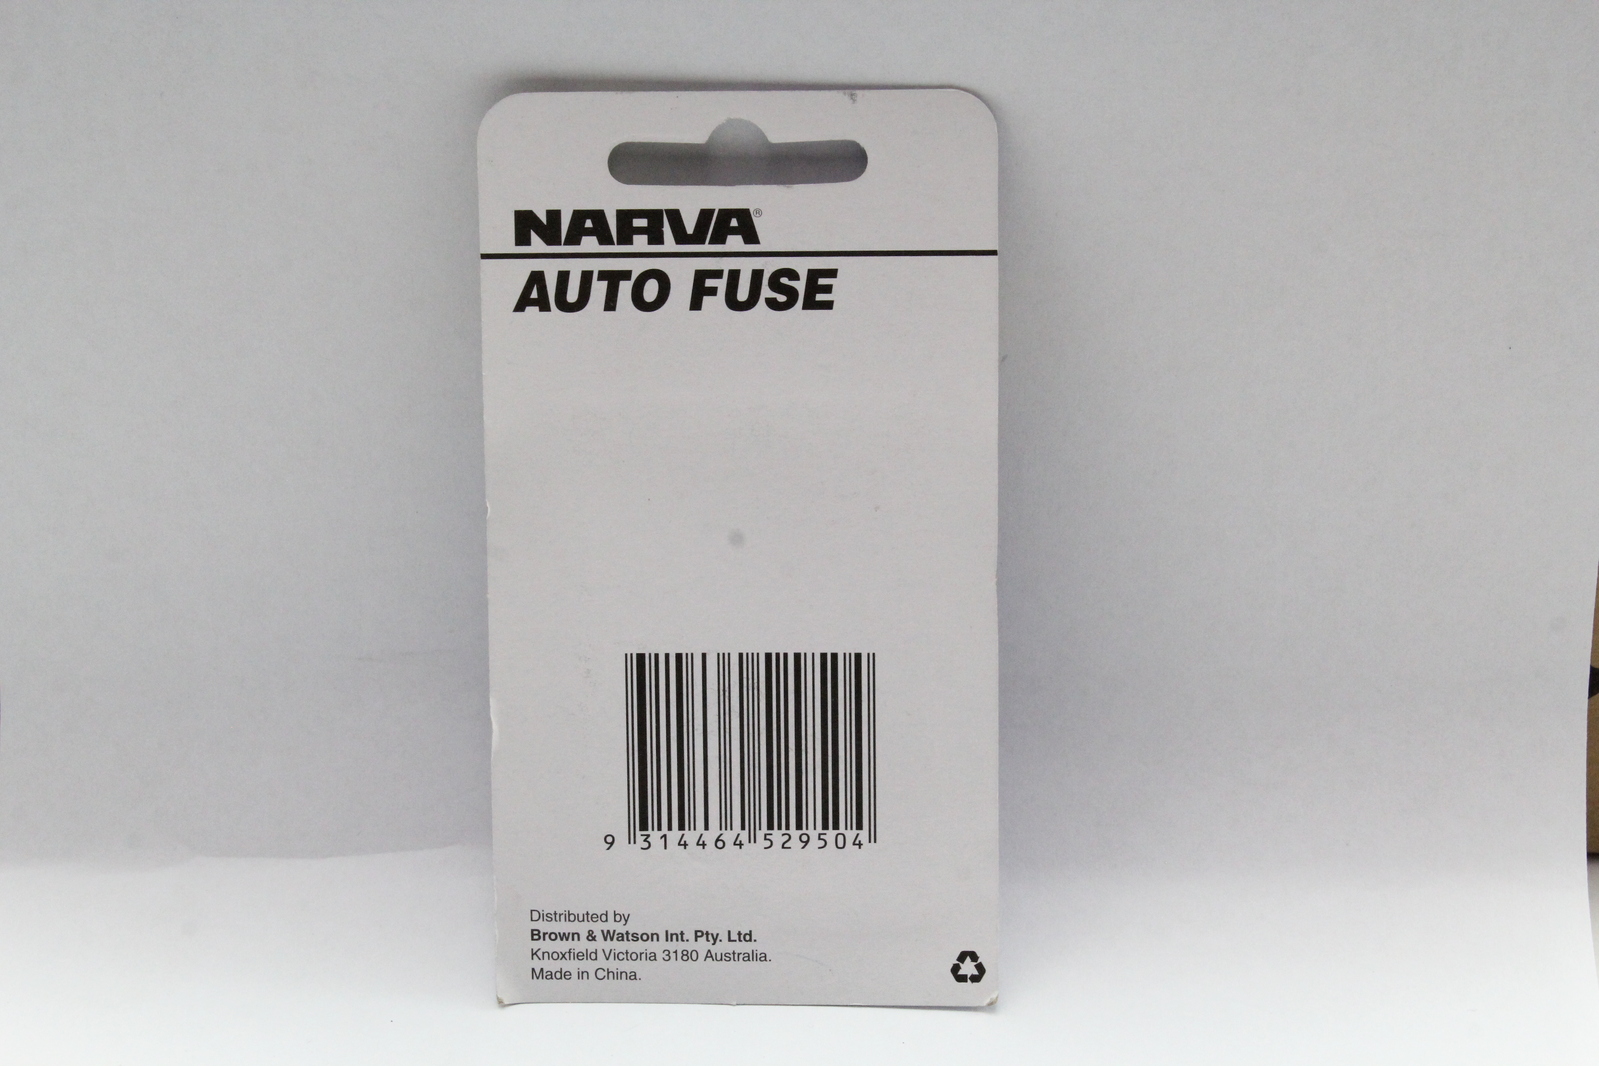 NARVA®
AUTO FUSE
9 314464 529504
Distributed by
Brown & Watson Int. Pty. Ltd.
Knoxfield Victoria 3180 Australia.
Made in China.